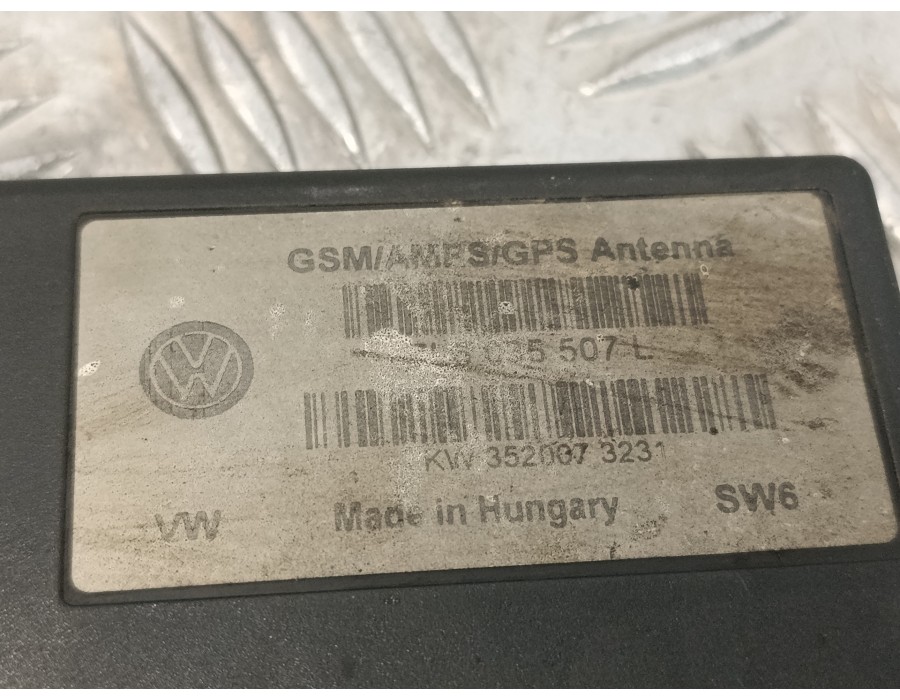 GSM/AMPS/GPS Antenna
035 507 L
KW 352007 3231
VW
Made in Hungary
SW6